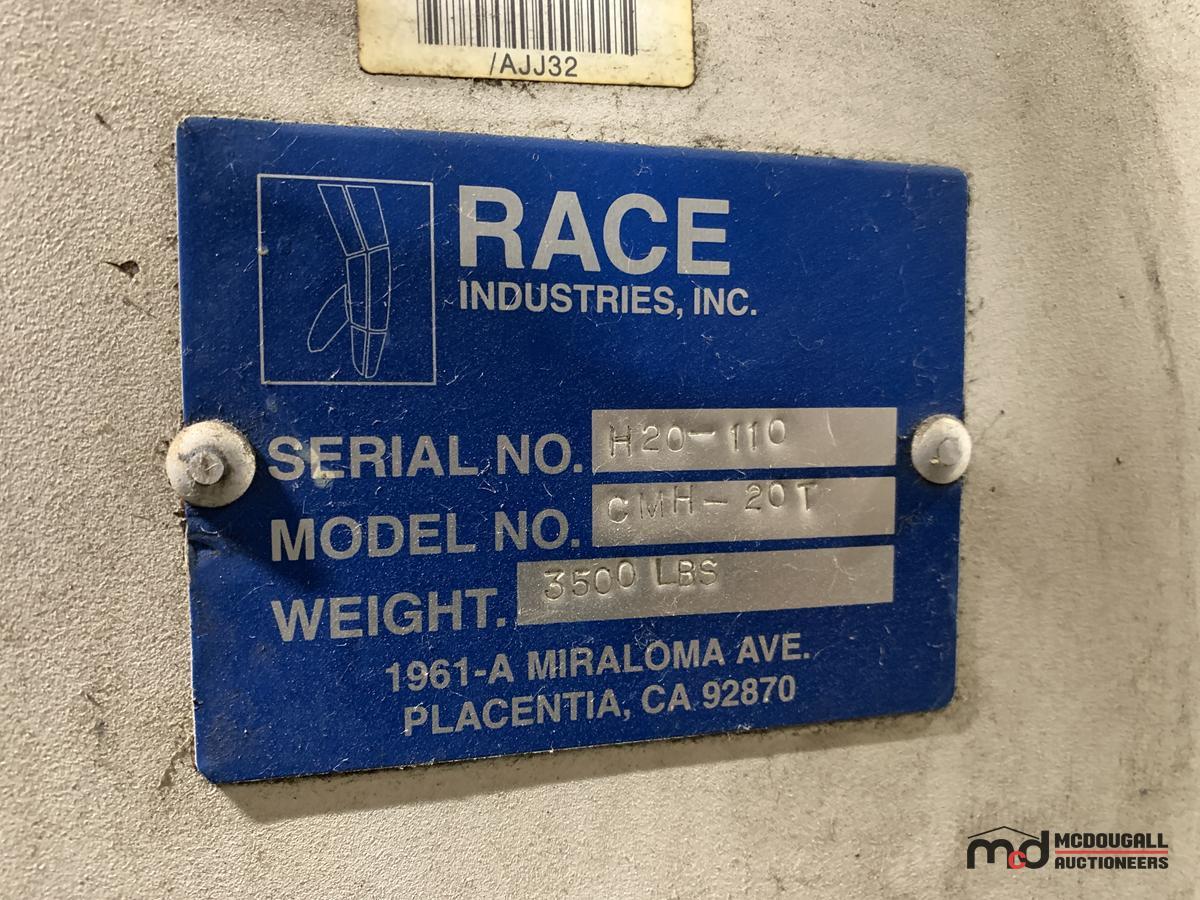 /AJJ32
RACE
INDUSTRIES, INC.
SERIAL NO. H20-110
MODEL NO. CMH-20T
WEIGHT. 3500 LBS
1961-A MIRALOMA AVE.
PLACENTIA, CA 92870
mcd MCDOUGALL
AUCTIONEERS